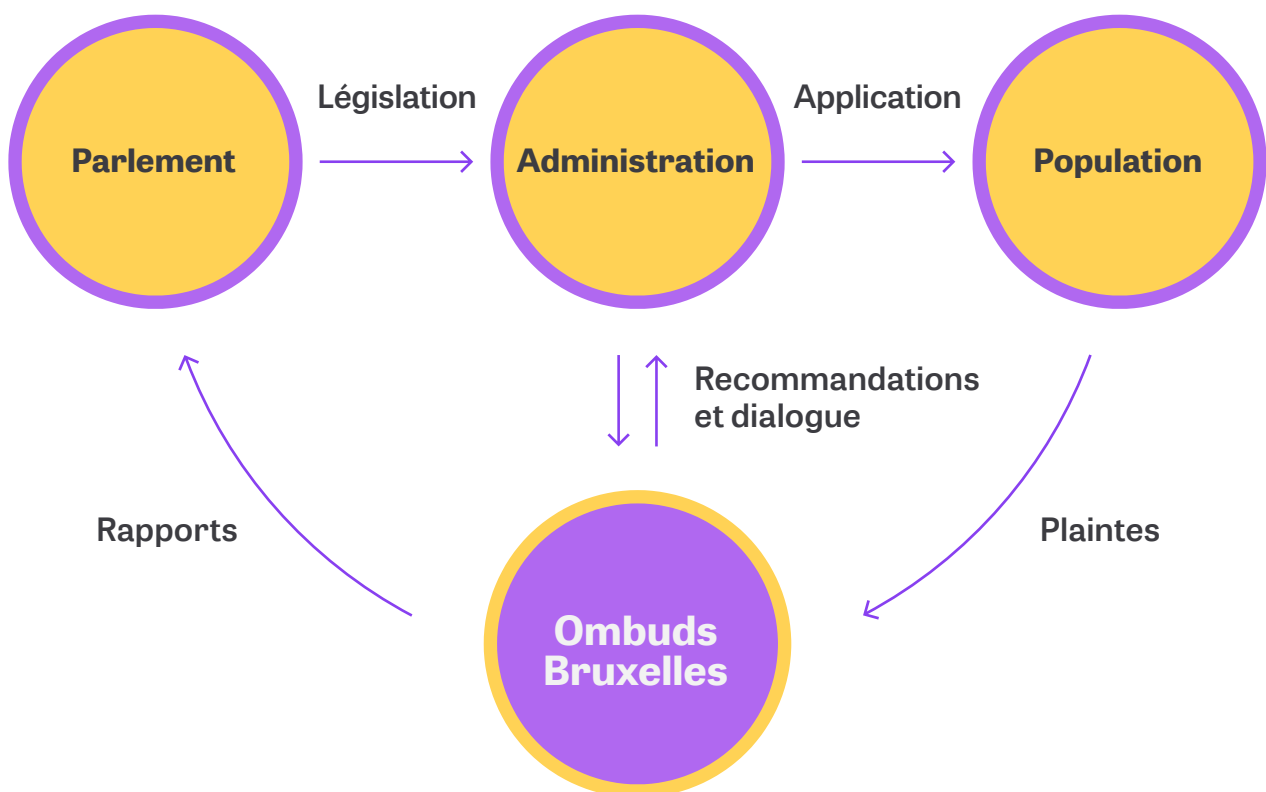 Législation
Application
Parlement
Administration
Population
Recommandations
et dialogue
Rapports
Plaintes
Ombuds
Bruxelles